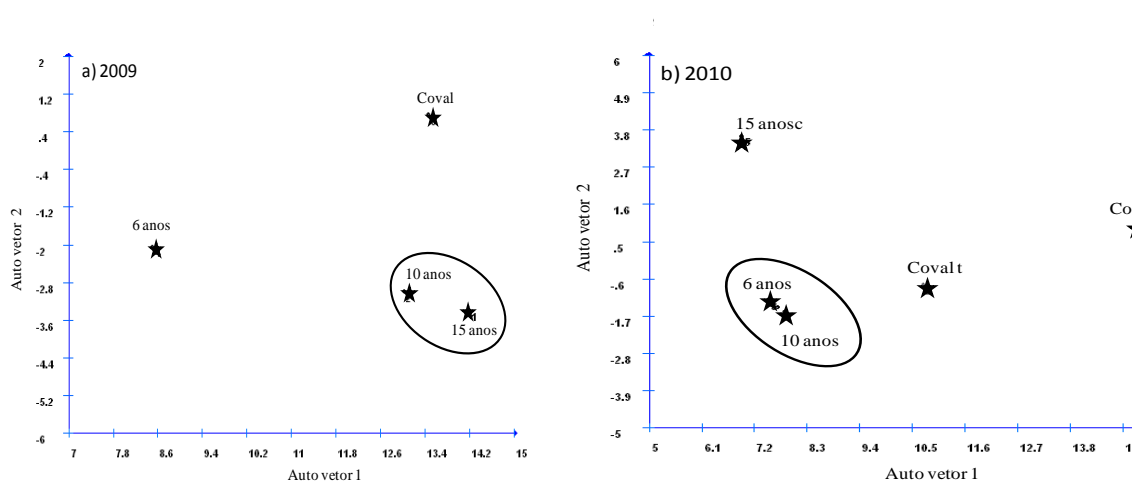 a) 2009
2
1.2
.4
-.4
-1.2
-2
-2.8
-3.6
-4.4
-5.2
-6
Auto vetor 2
Coval
6 anos
10 anos
15 anos
7 7.8 8.6 9.4 10.2 11 11.8 12.6 13.4 14.2 15
Auto vetor 1
b) 2010
6
4.9
3.8
2.7
1.6
.5
-.6
-1.7
-2.8
-3.9
-5
Auto vetor 2
15 anosc
Co
Coval t
6 anos
10 anos
5 6.1 7.2 8.3 9.4 10.5 11.6 12.7 13.8
Auto vetor 1